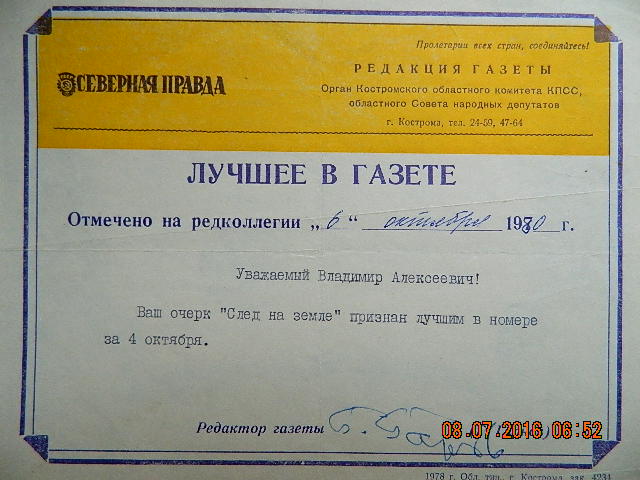 Пролетарии всех стран, соединяйтесь!
СЕВЕРНАЯ ПРАВДА
РЕДАКЦИЯ ГАЗЕТЫ
Орган Костромского областного комитета КПСС,
областного Совета народных депутатов
г. Кострома, тел. 24-59, 47-64
ЛУЧШЕЕ В ГАЗЕТЕ
Отмечено на редколлегии „6“ октября 1980 г.
Уважаемый Владимир Алексеевич!
Ваш очерк "След на земле" признан лучшим в номере
за 4 октября.
Редактор газеты
08.07.2016 06:52
1978 г. Обл. тип., г. Кострома, зак. 4231